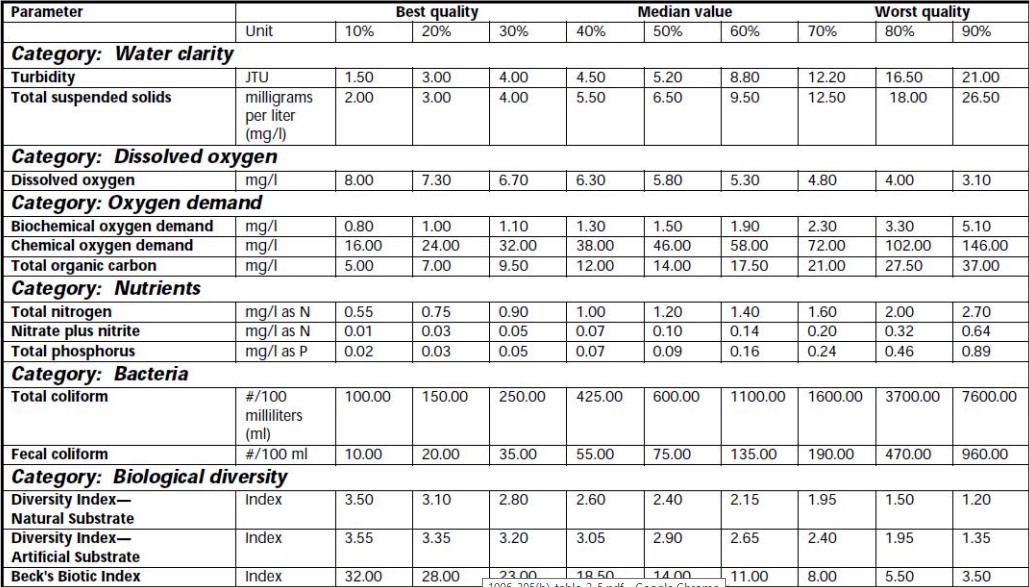 Parameter Best quality Median value Worst quality
Unit 10% 20% 30% 40% 50% 60% 70% 80% 90%
Category: Water clarity
Turbidity JTU 1.50 3.00 4.00 4.50 5.20 8.80 12.20 16.50 21.00
Total suspended solids milligrams 2.00 3.00 4.00 5.50 6.50 9.50 12.50 18.00 26.50
per liter
(mg/l)
Category: Dissolved oxygen
Dissolved oxygen mg/l 8.00 7.30 6.70 6.30 5.80 5.30 4.80 4.00 3.10
Category: Oxygen demand
Biochemical oxygen demand mg/l 0.80 1.00 1.10 1.30 1.50 1.90 2.30 3.30 5.10
Chemical oxygen demand mg/l 16.00 24.00 32.00 38.00 46.00 58.00 72.00 102.00 146.00
Total organic carbon mg/l 5.00 7.00 9.50 12.00 14.00 17.50 21.00 27.50 37.00
Category: Nutrients
Total nitrogen mg/l as N 0.55 0.75 0.90 1.00 1.20 1.40 1.60 2.00 2.70
Nitrate plus nitrite mg/l as N 0.01 0.03 0.05 0.07 0.10 0.14 0.20 0.32 0.64
Total phosphorus mg/l as P 0.02 0.03 0.05 0.07 0.09 0.16 0.24 0.46 0.89
Category: Bacteria
Total coliform #/100 100.00 150.00 250.00 425.00 600.00 1100.00 1600.00 3700.00 7600.00
milliliters
(ml)
Fecal coliform #/100 ml 10.00 20.00 35.00 55.00 75.00 135.00 190.00 470.00 960.00
Category: Biological diversity
Diversity Index— Index 3.50 3.10 2.80 2.60 2.40 2.15 1.95 1.50 1.20
Natural Substrate
Diversity Index— Index 3.55 3.35 3.20 3.05 2.90 2.65 2.40 1.95 1.35
Artificial Substrate
Beck's Biotic Index Index 32.00 28.00 23.00 18.50 14.00 11.00 8.00 5.50 3.50